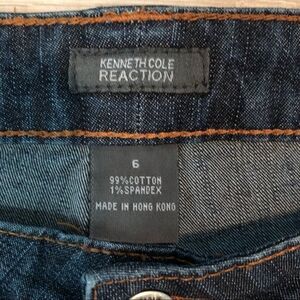 KENNETH COLE
REACTION
6
99%COTTON
1%SPANDEX
MADE IN HONG KONG